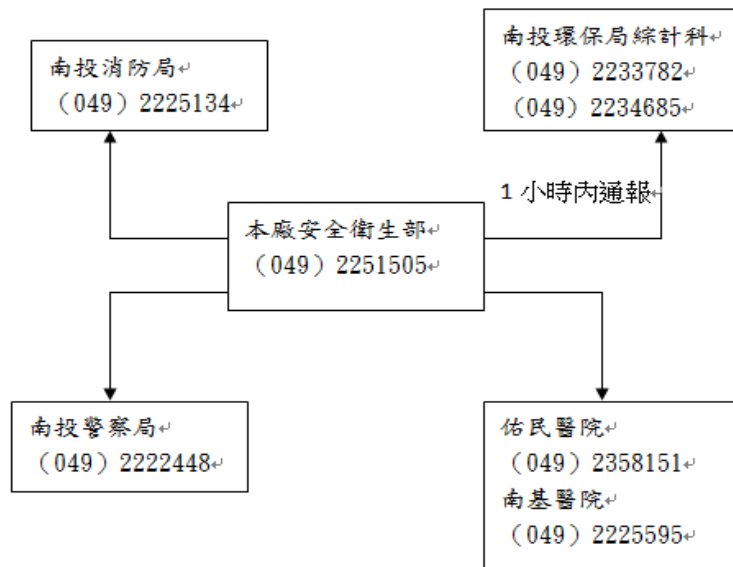 南投消防局
（049）2225134
南投環保局綜計科
（049）2233782
（049）2234685
1 小時內通報
本廠安全衛生部
（049）2251505
南投警察局
（049）2222448
佑民醫院
（049）2358151
南基醫院
（049）2225595